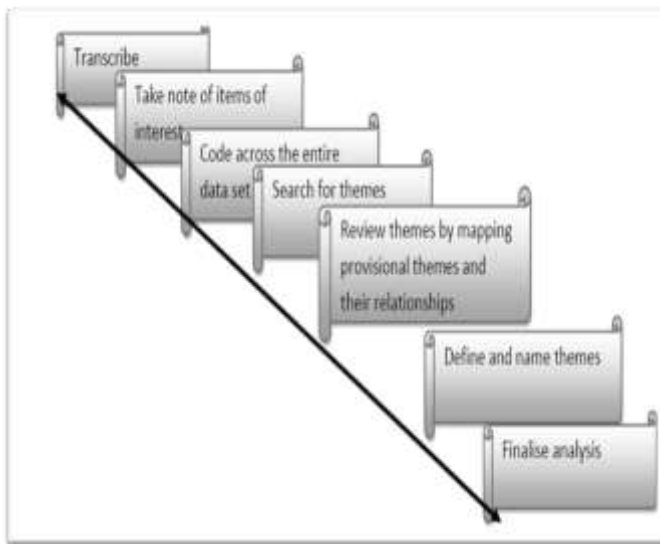 Transcribe
Take note of items of
interest
Code across the entire
data set
Search for themes
Review themes by mapping
provisional themes and
their relationships
Define and name themes
Finalise analysis